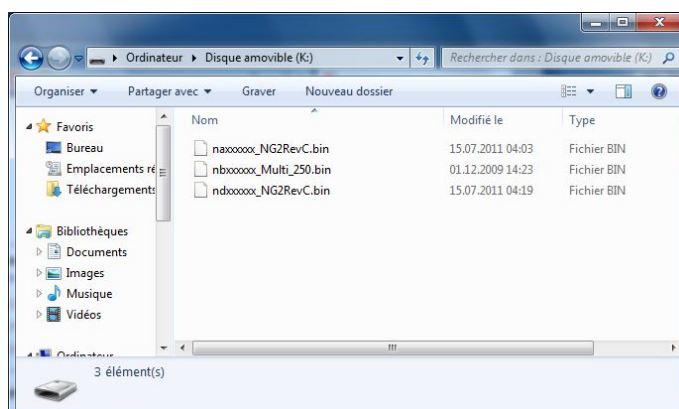 Ordinateur ▸ Disque amovible (K:)
Rechercher dans : Disque amovible (K:)
Organiser ▾ Partager avec ▾ Graver Nouveau dossier
Favoris
Bureau
Emplacements ré
Téléchargements
Bibliothèques
Documents
Images
Musique
Vidéos
Ordinateur
Nom Modifié le Type
naxxxxxx_NG2RevC.bin 15.07.2011 04:03 Fichier BIN
nbxxxxxx_Multi_250.bin 01.12.2009 14:23 Fichier BIN
ndxxxxxx_NG2RevC.bin 15.07.2011 04:19 Fichier BIN
3 élément(s)